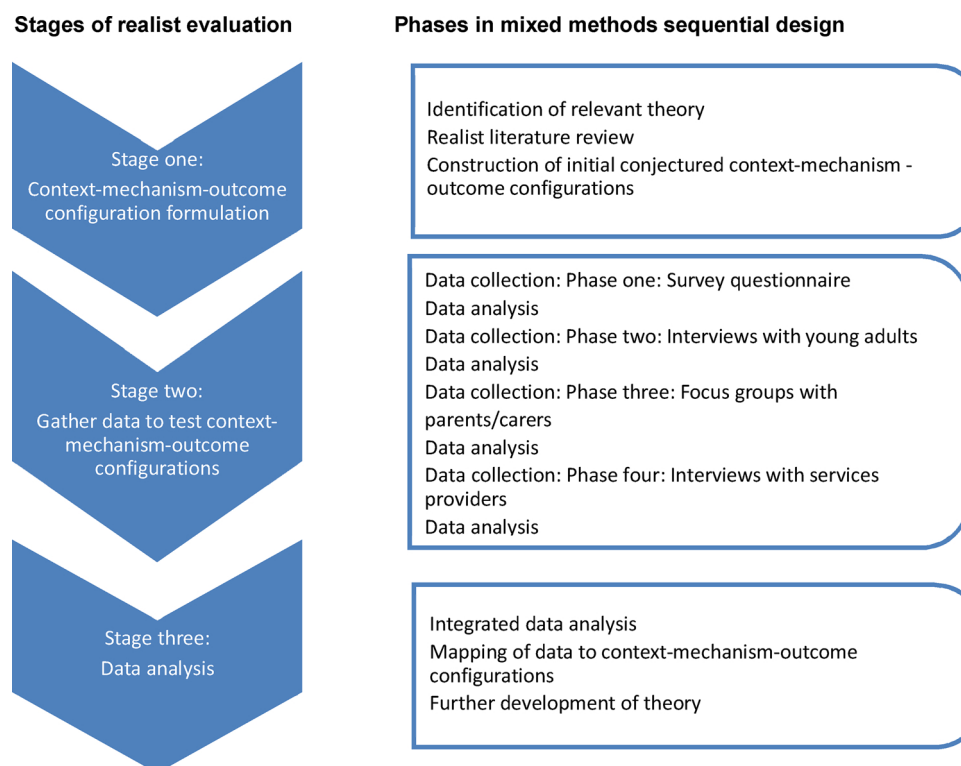 Stages of realist evaluation
Phases in mixed methods sequential design
Stage one:
Context-mechanism-outcome
configuration formulation
Identification of relevant theory
Realist literature review
Construction of initial conjectured context-mechanism -
outcome configurations
Stage two:
Gather data to test context-
mechanism-outcome
configurations
Data collection: Phase one: Survey questionnaire
Data analysis
Data collection: Phase two: Interviews with young adults
Data analysis
Data collection: Phase three: Focus groups with
parents/carers
Data analysis
Data collection: Phase four: Interviews with services
providers
Data analysis
Stage three:
Data analysis
Integrated data analysis
Mapping of data to context-mechanism-outcome
configurations
Further development of theory